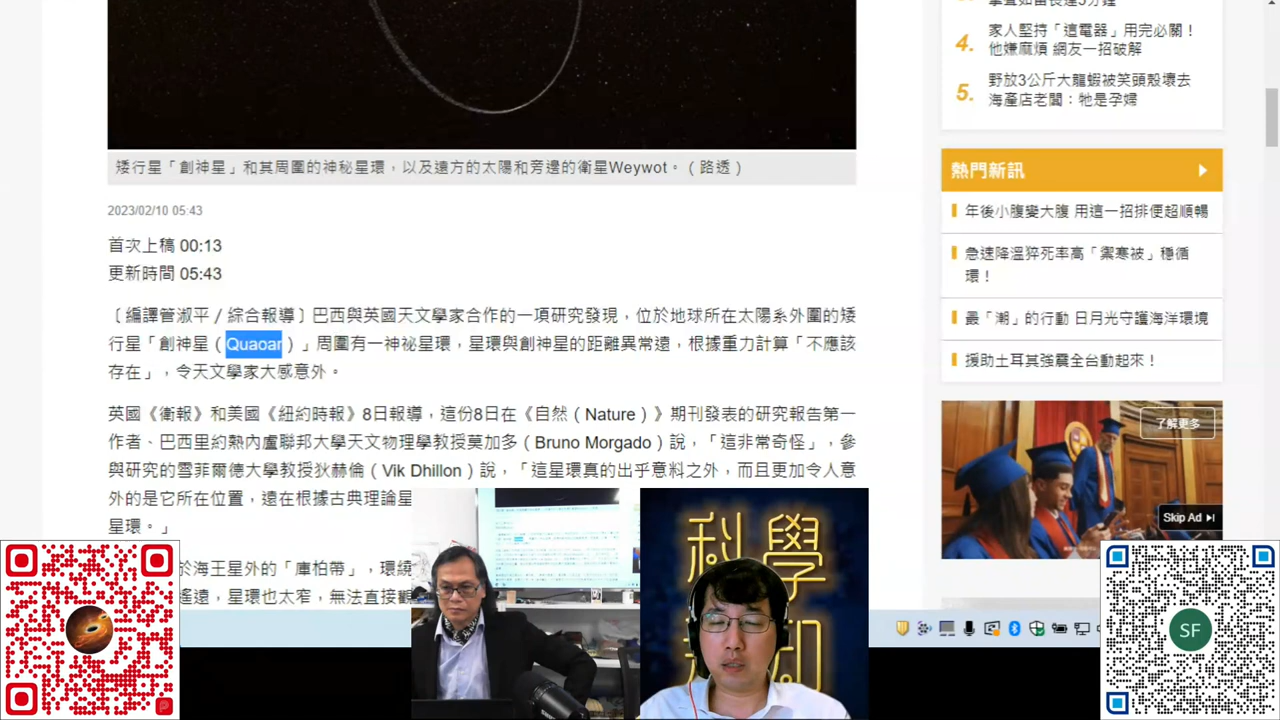 拿直如苗長達5分鐘
4. 家人堅持「這電器」用完必關！
他嫌麻煩 網友一招破解
5. 野放3公斤大龍蝦被笑頭殼壞去
海產店老闆：牠是孕婦
矮行星「創神星」和其周圍的神秘星環，以及遠方的太陽和旁邊的衛星Weywot。（路透）
2023/02/10 05:43
首次上稿 00:13
更新時間 05:43
〔編譯管淑平／綜合報導〕巴西與英國天文學家合作的一項研究發現，位於地球所在太陽系外圍的矮
行星「創神星（Quaoar）」周圍有一神祕星環，星環與創神星的距離異常遠，根據重力計算「不應該
存在」，令天文學家大感意外。
英國《衛報》和美國《紐約時報》8日報導，這份8日在《自然（Nature）》期刊發表的研究報告第一
作者、巴西里約熱內盧聯邦大學天文物理學教授莫加多（Bruno Morgado）說，「這非常奇怪」，參
與研究的雪菲爾德大學教授狄赫倫（Vik Dhillon）說，「這星環真的出乎意料之外，而且更加令人意
外的是它所在位置，遠在根據古典理論星
星環。」
於海王星外的「庫柏帶」，環繞
遙遠，星環也太窄，無法直接觀
熱門新訊
年後小腹變大腹 用這一招排便超順暢
急速降溫猝死率高「禦寒被」穩循
環！
最「潮」的行動 日月光守護海洋環境
援助土耳其強震全台動起來！
了解更多
Skip Ad
科學
SF